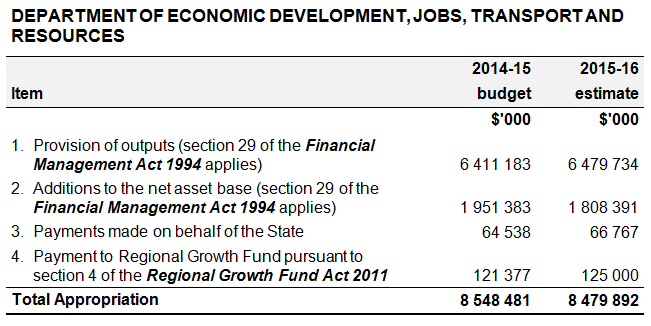 DEPARTMENT OF ECONOMIC DEVELOPMENT, JOBS, TRANSPORT AND
RESOURCES
2014-15 2015-16
Item budget estimate
$'000 $'000
1. Provision of outputs (section 29 of the Financial
Management Act 1994 applies) 6 411 183 6 479 734
2. Additions to the net asset base (section 29 of the
Financial Management Act 1994 applies) 1 951 383 1 808 391
3. Payments made on behalf of the State 64 538 66 767
4. Payment to Regional Growth Fund pursuant to
section 4 of the Regional Growth Fund Act 2011 121 377 125 000
Total Appropriation 8 548 481 8 479 892